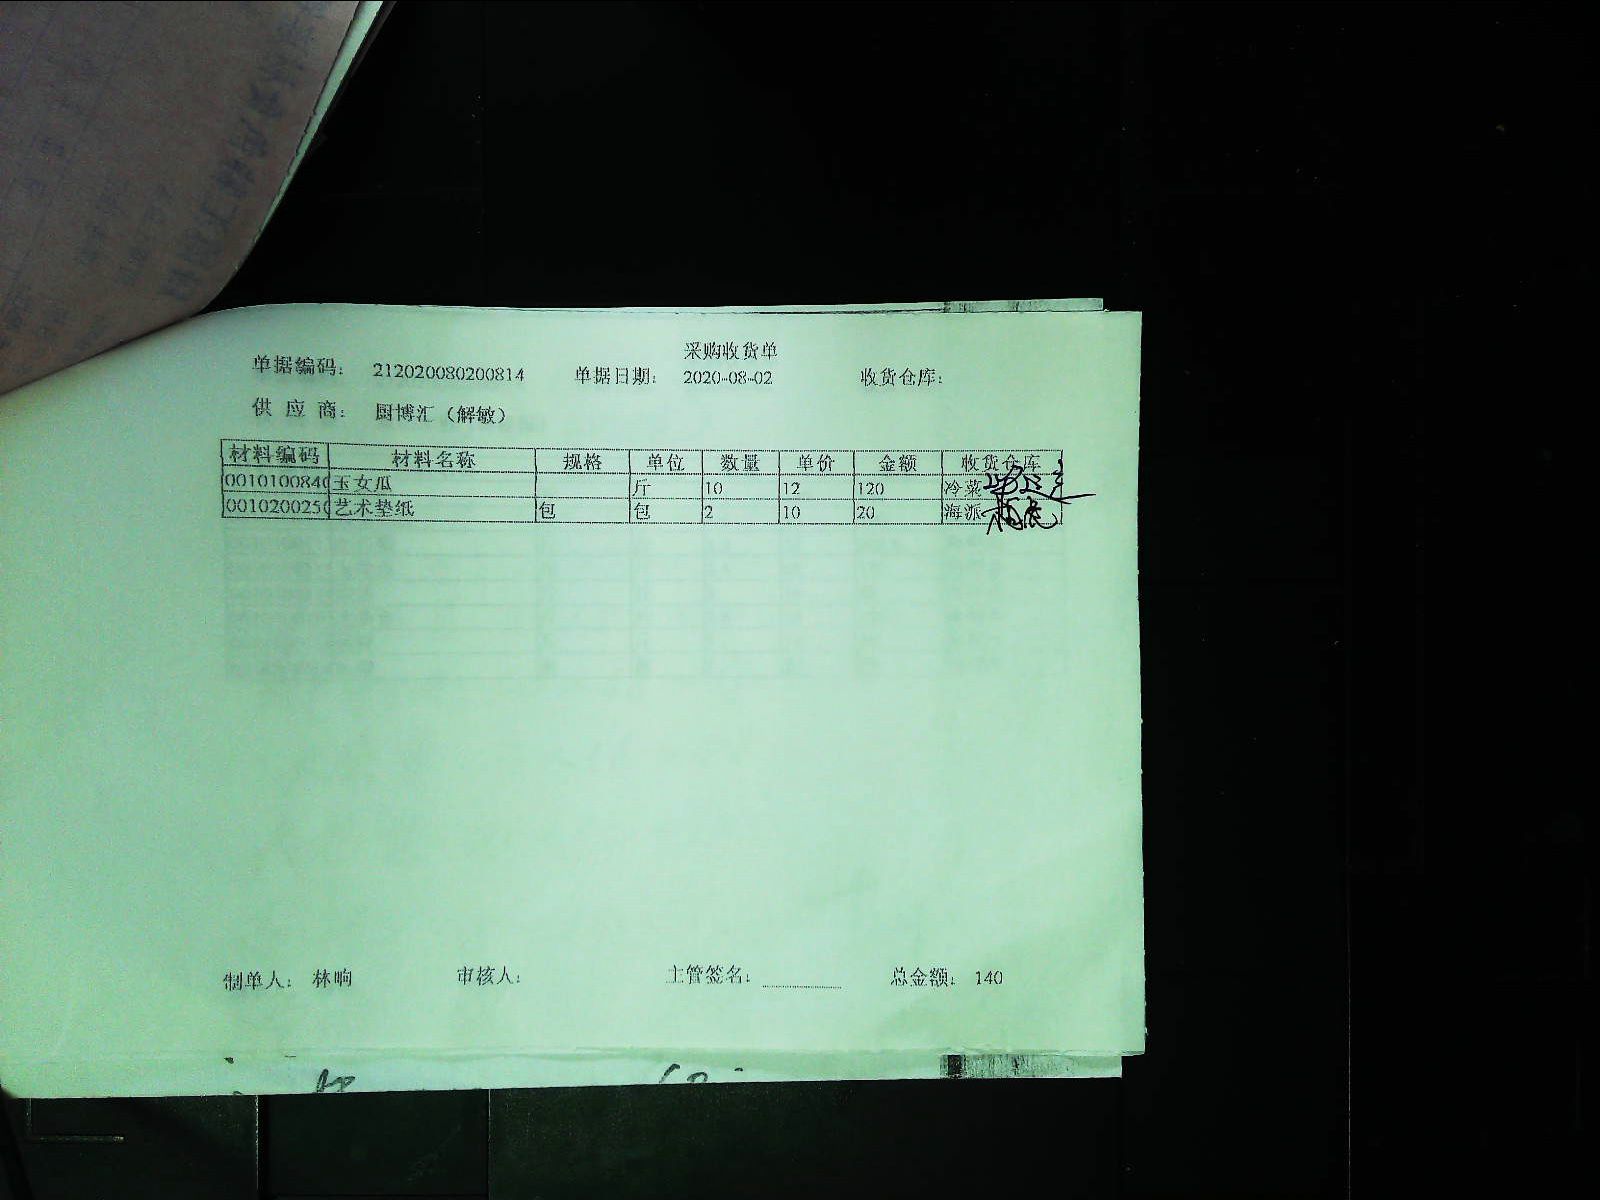 采购收货单
单据编码: 212020080200814 单据日期: 2020-08-02 收货仓库:
供应商: 厨博汇（解敏）
材料编码 材料名称 规格 单位 数量 单价 金额 收货仓库
0010100840 玉女瓜 斤 10 12 120 冷菜
0010200250 艺术垫纸 包 包 2 10 20 海派
制单人: 林晌 审核人: 主管签名: 总金额: 140